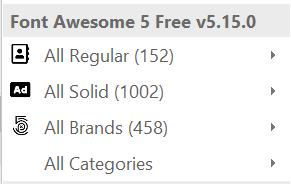 Font Awesome 5 Free v5.15.0
All Regular (152)
Ad All Solid (1002)
All Brands (458)
All Categories